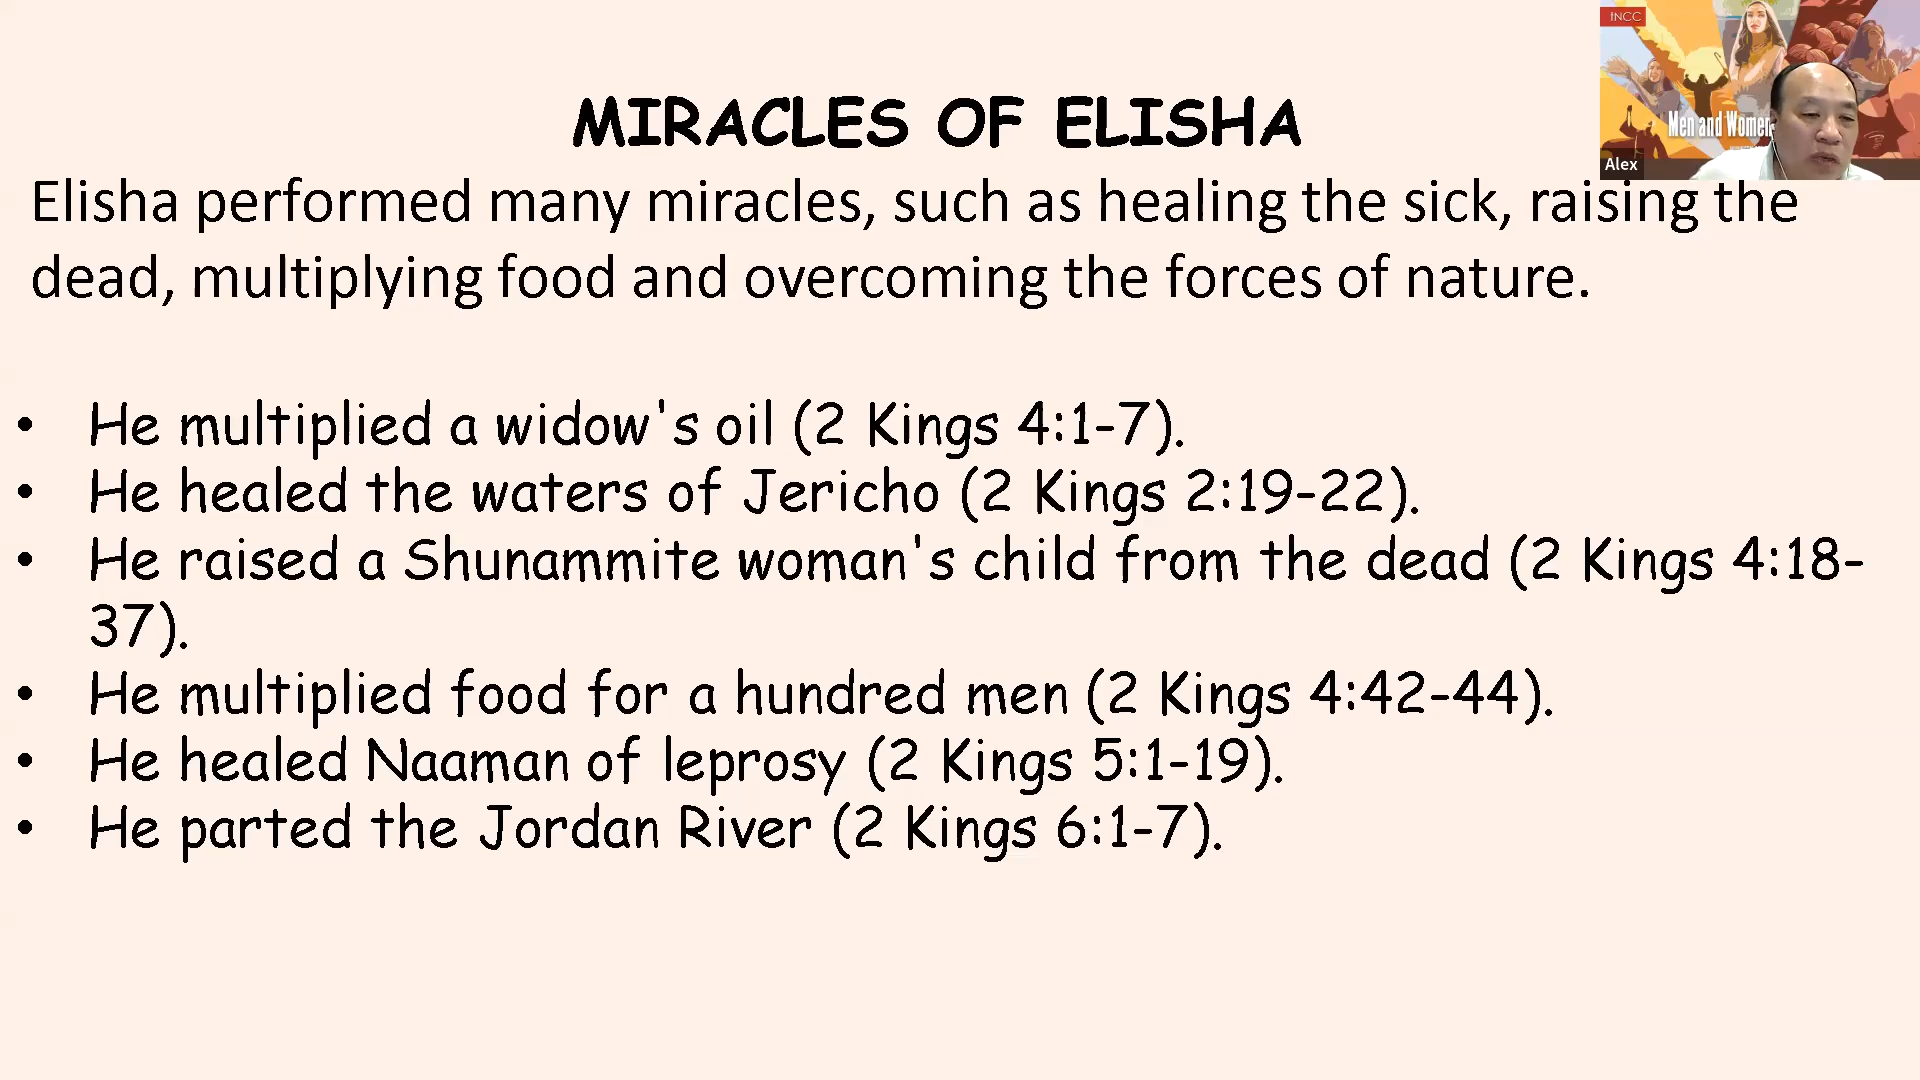 INCC
Men and Women
Alex
MIRACLES OF ELISHA
Elisha performed many miracles, such as healing the sick, raising the
dead, multiplying food and overcoming the forces of nature.
• He multiplied a widow's oil (2 Kings 4:1-7).
• He healed the waters of Jericho (2 Kings 2:19-22).
• He raised a Shunammite woman's child from the dead (2 Kings 4:18-
37).
• He multiplied food for a hundred men (2 Kings 4:42-44).
• He healed Naaman of leprosy (2 Kings 5:1-19).
• He parted the Jordan River (2 Kings 6:1-7).